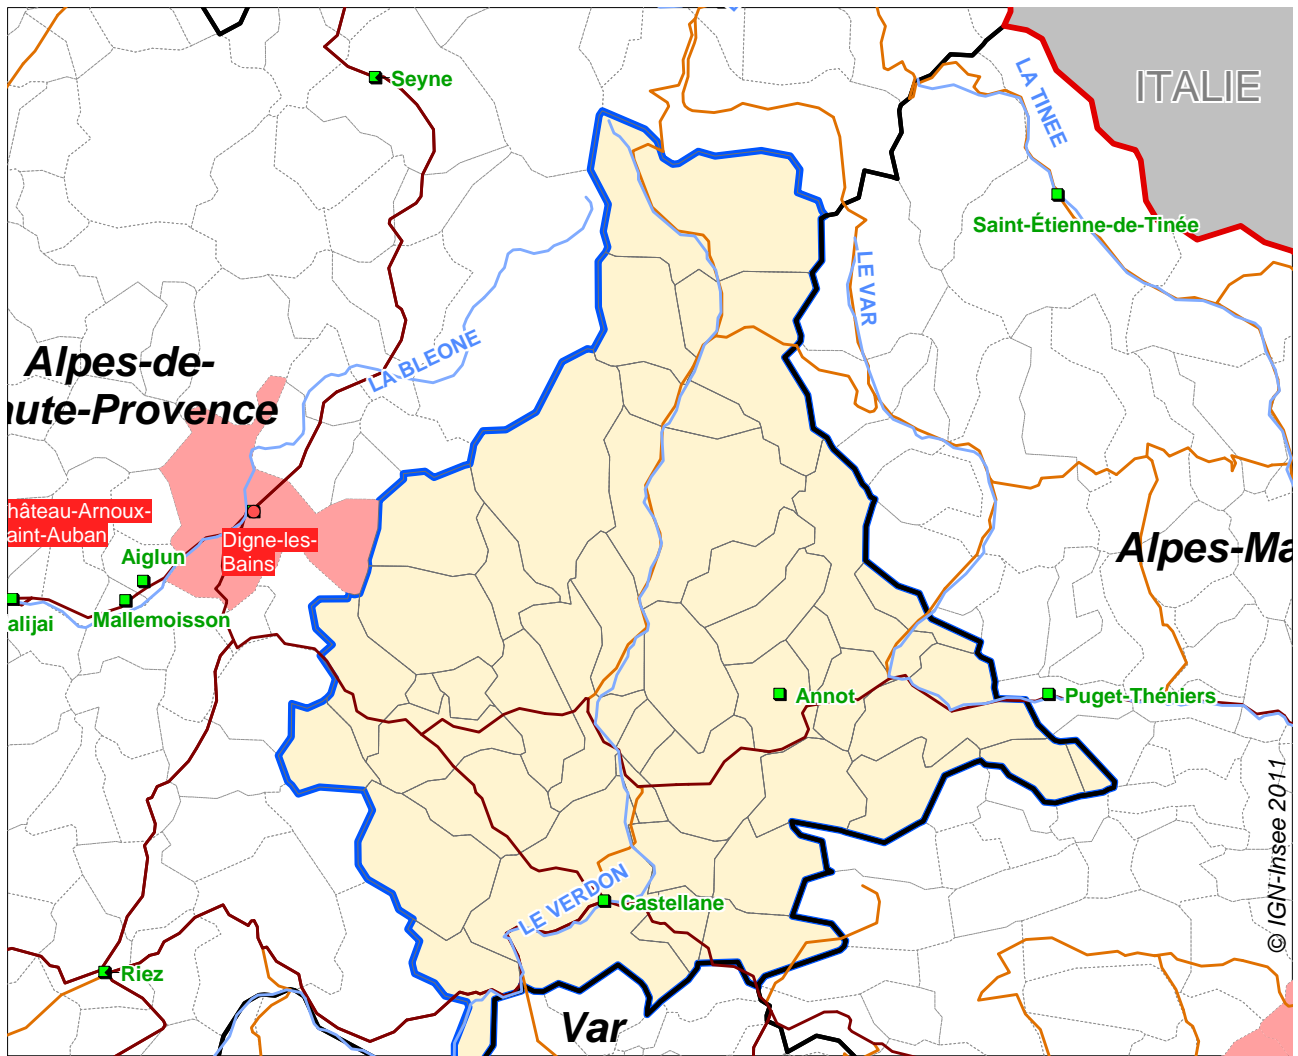 Seyne
ITALIE
LA TINEE
Saint-Étienne-de-Tinée
LE VAR
LA BLEONE
Alpes-de-
aute-Provence
hâteau-Arnoux-
aint-Auban
Digne-les-
Bains
Aiglun
Mallemoisson
alijai
Alpes-Ma
Annot
Puget-Théniers
LE VERDON
Castellane
Riez
Var
© IGN-Insee 2011